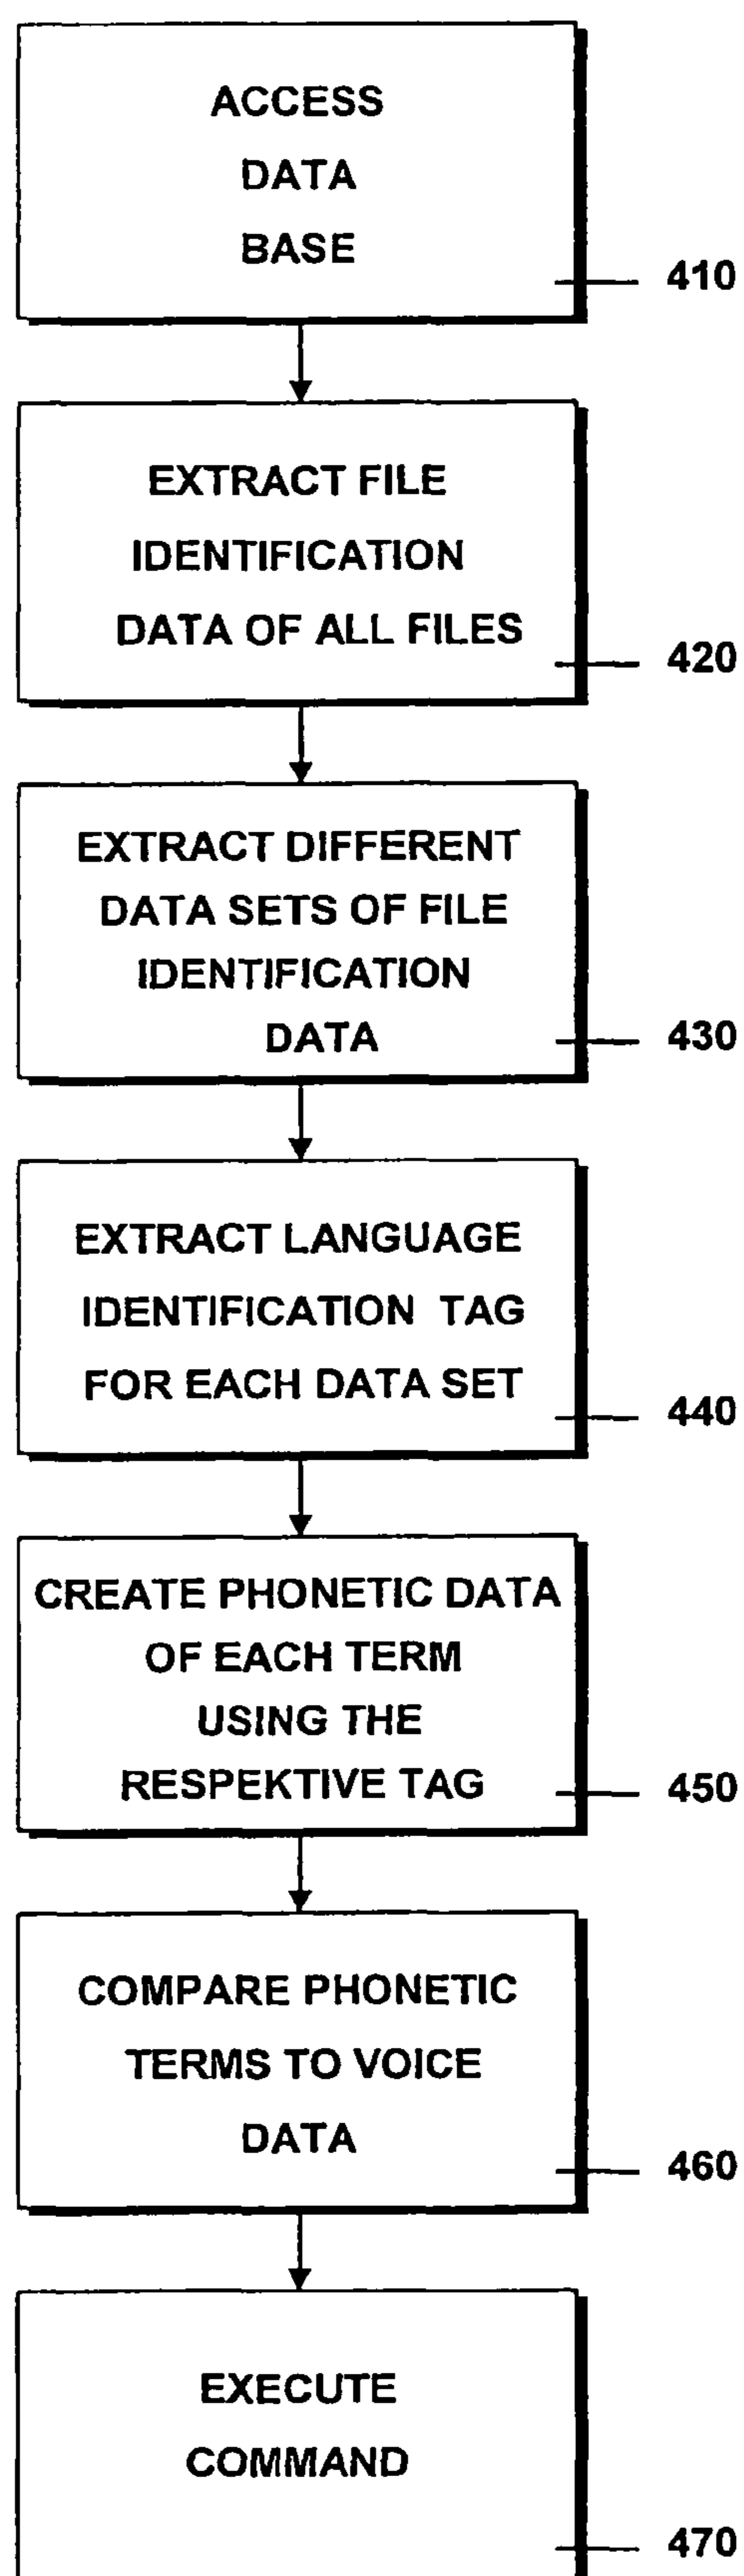 ACCESS
DATA
BASE
410
EXTRACT FILE
IDENTIFICATION
DATA OF ALL FILES
420
EXTRACT DIFFERENT
DATA SETS OF FILE
IDENTIFICATION
DATA
430
EXTRACT LANGUAGE
IDENTIFICATION TAG
FOR EACH DATA SET
440
CREATE PHONETIC DATA
OF EACH TERM
USING THE
RESPEKTIVE TAG
450
COMPARE PHONETIC
TERMS TO VOICE
DATA
460
EXECUTE
COMMAND
470